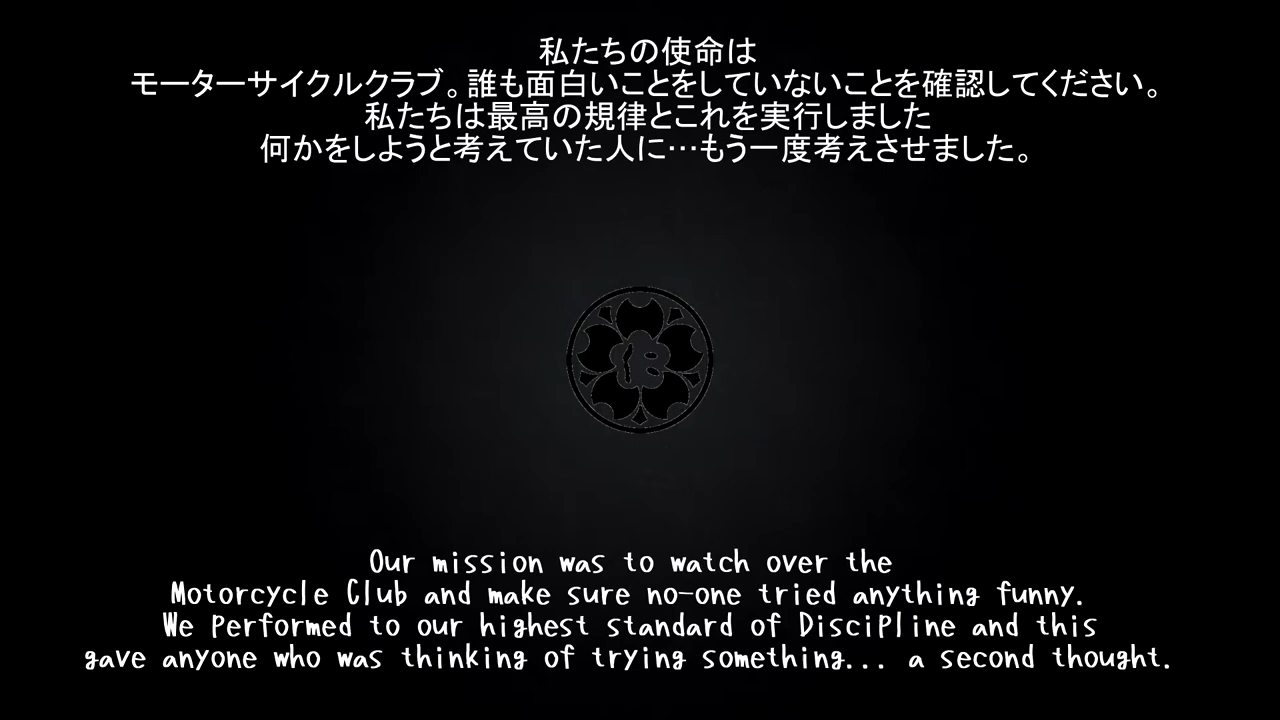 私たちの使命は
モーターサイクルクラブ。誰も面白いことをしていないことを確認してください。
私たちは最高の規律とこれを実行しました
何かをしようと考えていた人に…もう一度考えさせました。
Our mission was to watch over the
Motorcycle Club and make sure no-one tried anything funny.
We Performed to our highest standard of Discipline and this
gave anyone who was thinking of trying something... a second thought.